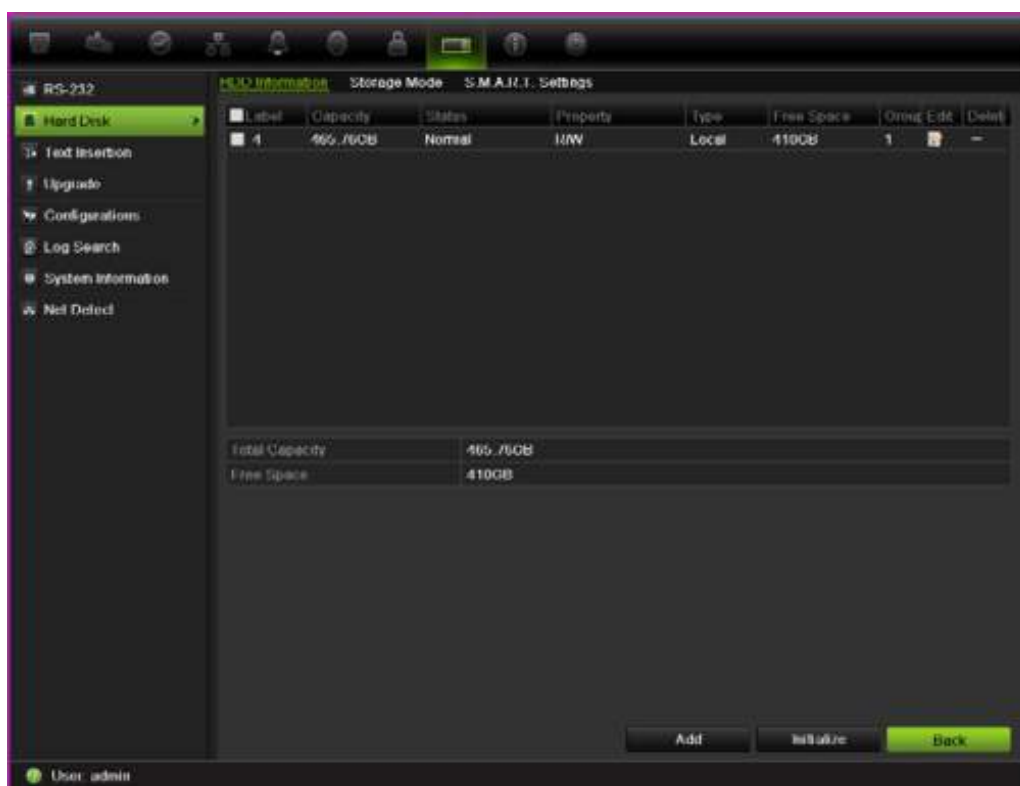 RS-232
Hard Disk
Text Insertion
Upgrade
Configurations
Log Search
System Information
Net Detect
HDD Information Storage Mode S.M.A.R.T. Settings
Label Capacity Status Property Type Free Space Group Edit Delet
4 465.76GB Normal R/W Local 410GB 1 –
Total Capacity 465.76GB
Free Space 410GB
Add Initialize Back
User: admin